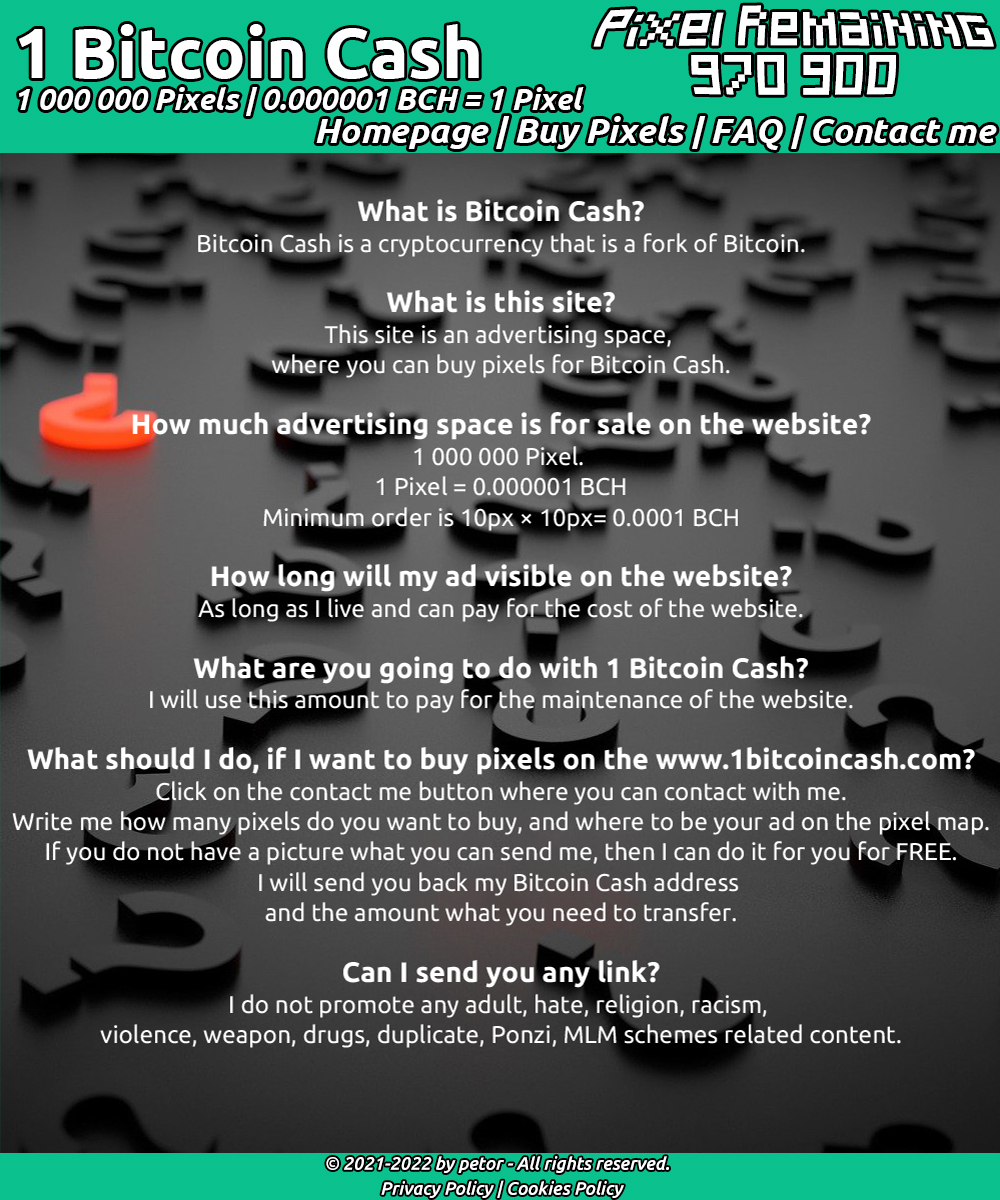 1 Bitcoin Cash
Pixel Remaining
970 900
1 000 000 Pixels | 0.000001 BCH = 1 Pixel
Homepage | Buy Pixels | FAQ | Contact me
What is Bitcoin Cash?
Bitcoin Cash is a cryptocurrency that is a fork of Bitcoin.
What is this site?
This site is an advertising space,
where you can buy pixels for Bitcoin Cash.
How much advertising space is for sale on the website?
1 000 000 Pixel.
1 Pixel = 0.000001 BCH
Minimum order is 10px × 10px= 0.0001 BCH
How long will my ad visible on the website?
As long as I live and can pay for the cost of the website.
What are you going to do with 1 Bitcoin Cash?
I will use this amount to pay for the maintenance of the website.
What should I do, if I want to buy pixels on the www.1bitcoincash.com?
Click on the contact me button where you can contact with me.
Write me how many pixels do you want to buy, and where to be your ad on the pixel map.
If you do not have a picture what you can send me, then I can do it for you for FREE.
I will send you back my Bitcoin Cash address
and the amount what you need to transfer.
Can I send you any link?
I do not promote any adult, hate, religion, racism,
violence, weapon, drugs, duplicate, Ponzi, MLM schemes related content.
© 2021-2022 by petor - All rights reserved.
Privacy Policy | Cookies Policy